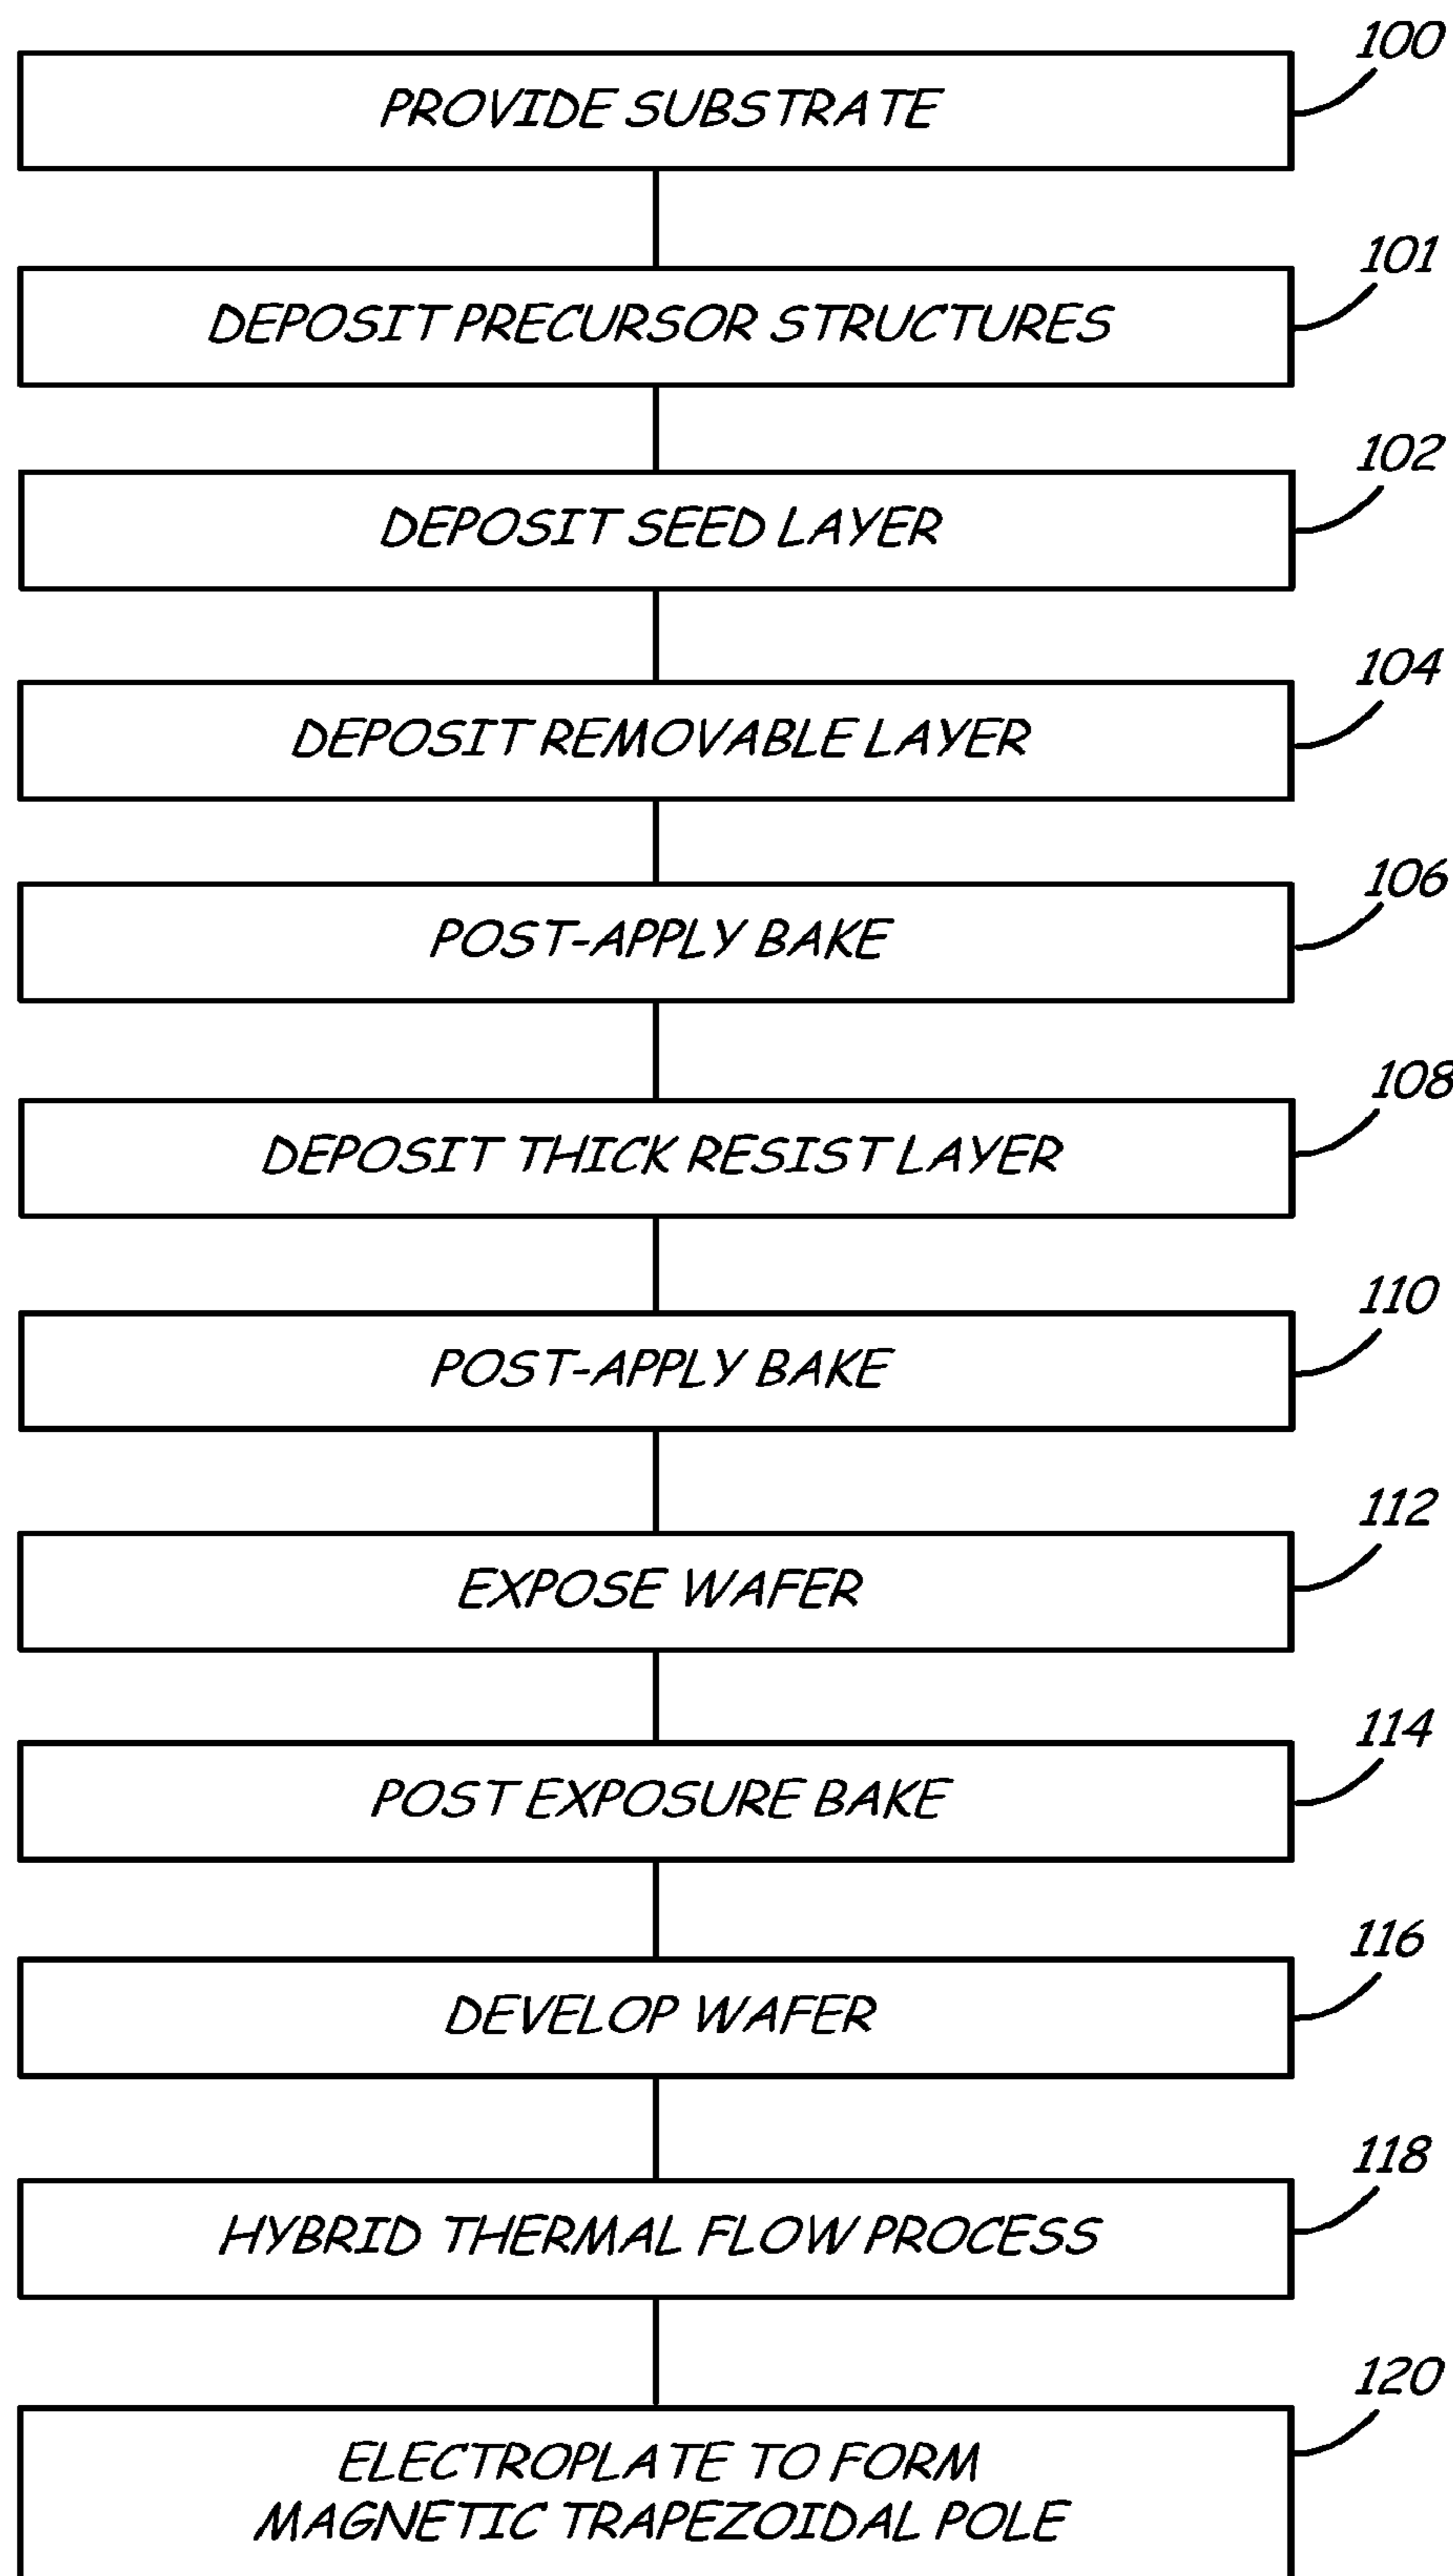 100
PROVIDE SUBSTRATE
101
DEPOSIT PRECURSOR STRUCTURES
102
DEPOSIT SEED LAYER
104
DEPOSIT REMOVABLE LAYER
106
POST-APPLY BAKE
108
DEPOSIT THICK RESIST LAYER
110
POST-APPLY BAKE
112
EXPOSE WAFER
114
POST EXPOSURE BAKE
116
DEVELOP WAFER
118
HYBRID THERMAL FLOW PROCESS
120
ELECTROPLATE TO FORM
MAGNETIC TRAPEZOIDAL POLE